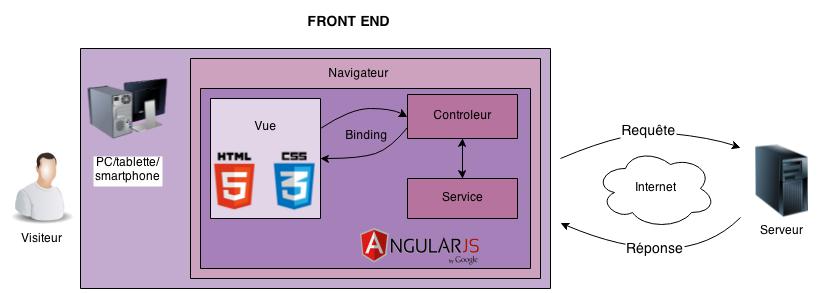 FRONT END
Navigateur
Vue
Binding
Controleur
Service
HTML
5
CSS
3
PC/tablette/
smartphone
Visiteur
ANGULARJS
by Google
Requête
Internet
Réponse
Serveur